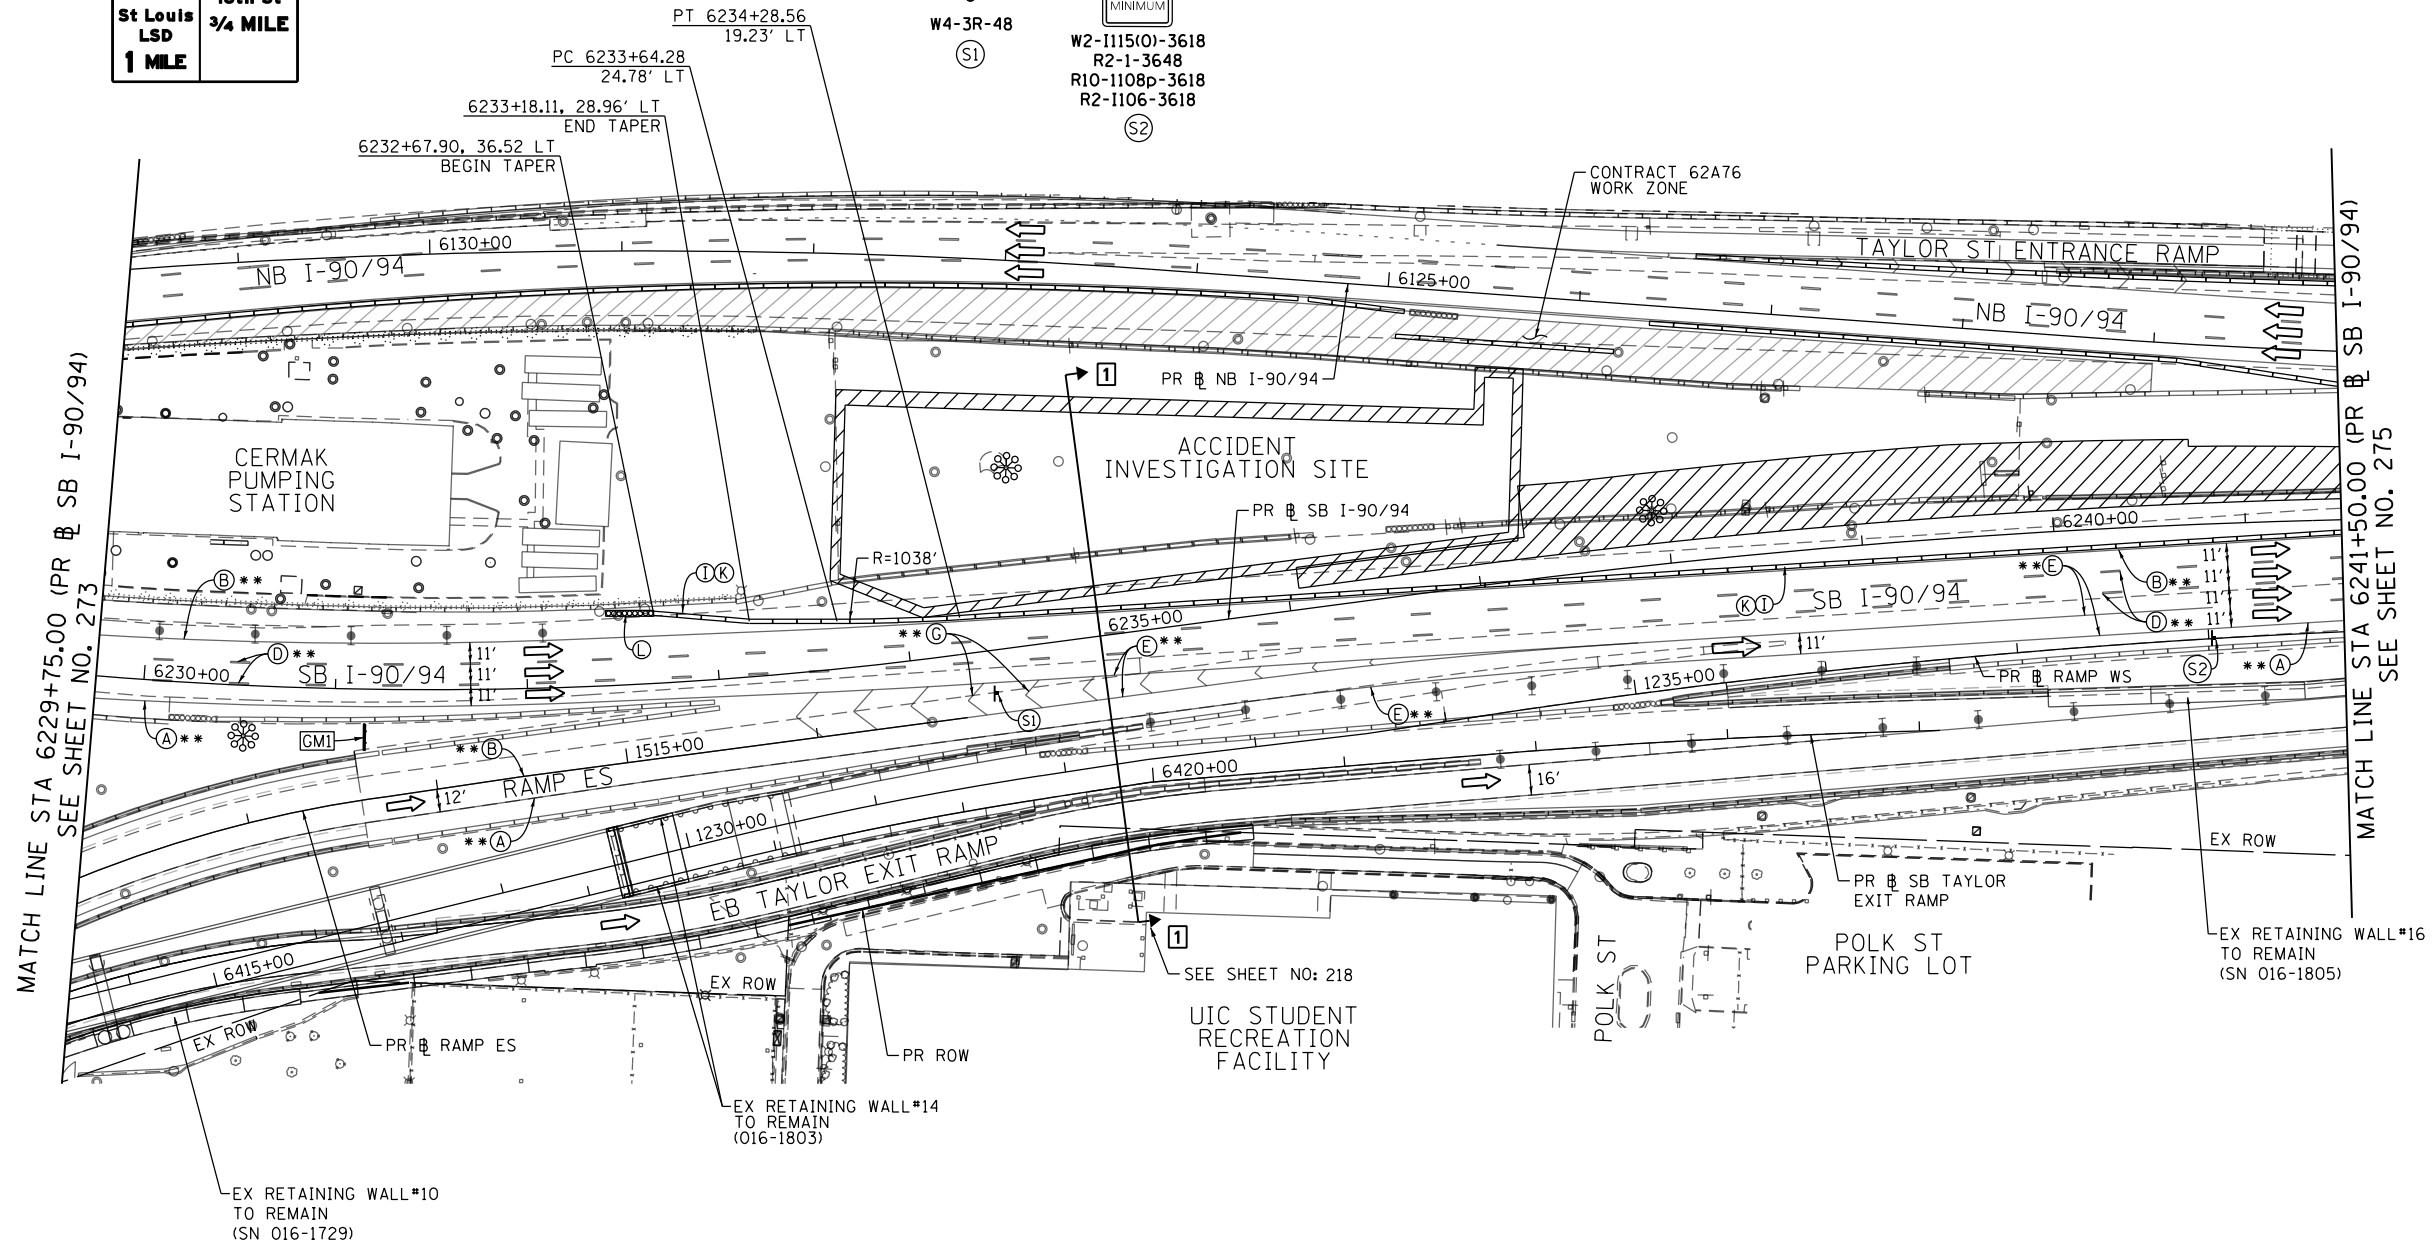 St Louis
LSD
1 MILE
3/4 MILE
W4-3R-48
S1
MINIMUM
W2-I115(O)-3618
R2-1-3648
R10-I108p-3618
R2-I106-3618
S2
PT 6234+28.56
19.23' LT
PC 6233+64.28
24.78' LT
6233+18.11, 28.96' LT
END TAPER
6232+67.90, 36.52 LT
BEGIN TAPER
CONTRACT 62A76
WORK ZONE
6130+00
NB I-90/94
6125+00
TAYLOR ST ENTRANCE RAMP
NB I-90/94
PR BL NB I-90/94
1
CERMAK
PUMPING
STATION
ACCIDENT
INVESTIGATION SITE
PR BL SB I-90/94
R=1038'
6240+00
B **
I K
L
** G
6235+00
E **
K I
SB I-90/94
** E
B **
D **
11'
11'
11'
11'
S2
** A
D **
6230+00
SB I-90/94
11'
11'
11'
11'
1235+00
PR BL RAMP WS
A **
GM1
** B
S1
E **
1515+00
RAMP ES
12'
** A
6420+00
16'
1230+00
EB TAYLOR EXIT RAMP
EX ROW
PR BL SB TAYLOR
EXIT RAMP
6415+00
EX ROW
EX ROW
PR BL RAMP ES
PR ROW
1
SEE SHEET NO: 218
UIC STUDENT
RECREATION
FACILITY
POLK ST
POLK ST
PARKING LOT
EX RETAINING WALL#16
TO REMAIN
(SN 016-1805)
EX RETAINING WALL#14
TO REMAIN
(016-1803)
EX RETAINING WALL#10
TO REMAIN
(SN 016-1729)
MATCH LINE STA 6229+75.00 (PR BL SB I-90/94)
SEE SHEET NO. 273
MATCH LINE STA 6241+50.00 (PR BL SB I-90/94)
SEE SHEET NO. 275